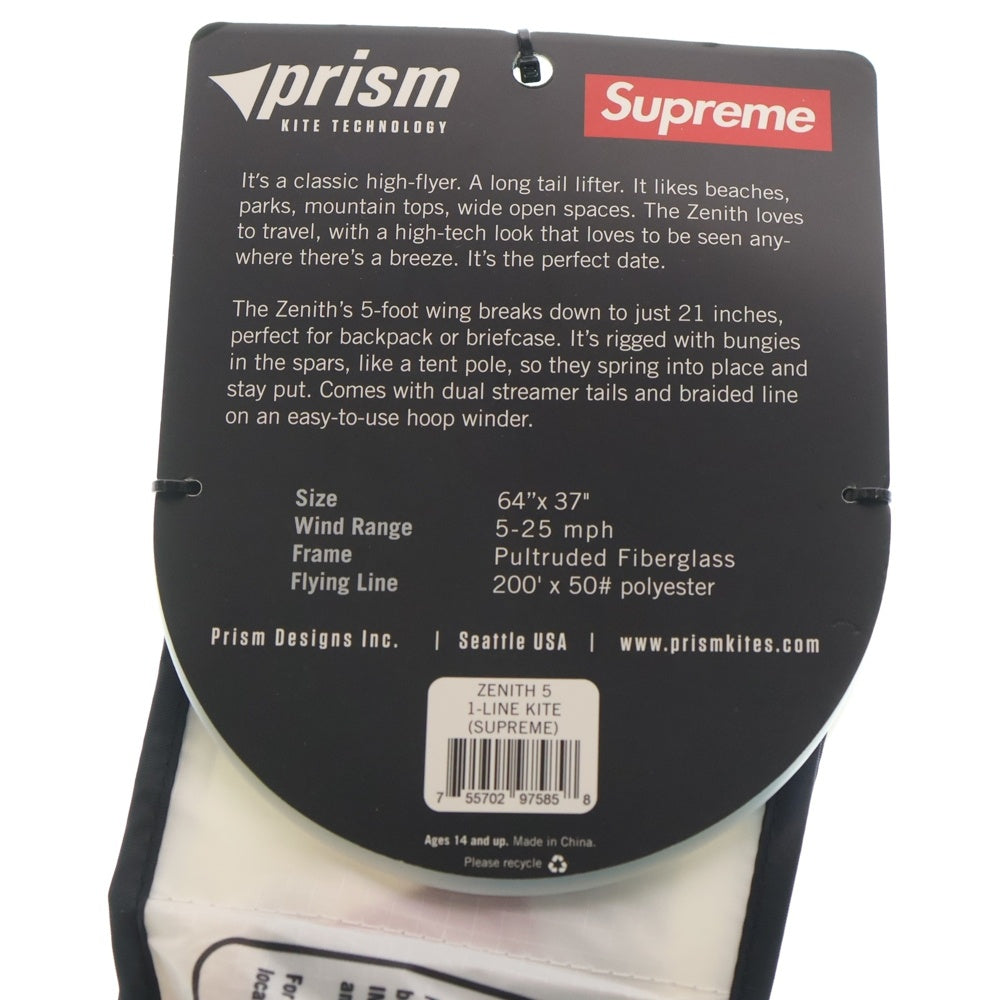 prism
KITE TECHNOLOGY
Supreme
It's a classic high-flyer. A long tail lifter. It likes beaches,
parks, mountain tops, wide open spaces. The Zenith loves
to travel, with a high-tech look that loves to be seen any-
where there's a breeze. It's the perfect date.
The Zenith's 5-foot wing breaks down to just 21 inches,
perfect for backpack or briefcase. It's rigged with bungies
in the spars, like a tent pole, so they spring into place and
stay put. Comes with dual streamer tails and braided line
on an easy-to-use hoop winder.
Size 64”x 37"
Wind Range 5-25 mph
Frame Pultruded Fiberglass
Flying Line 200' x 50# polyester
Prism Designs Inc. | Seattle USA | www.prismkites.com
ZENITH 5
1-LINE KITE
(SUPREME)
7 55702 97585 8
Ages 14 and up. Made in China.
Please recycle
For